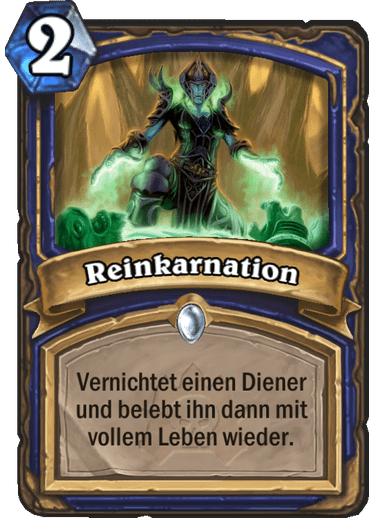 2
Reinkarnation
Vernichtet einen Diener
und belebt ihn dann mit
vollem Leben wieder.